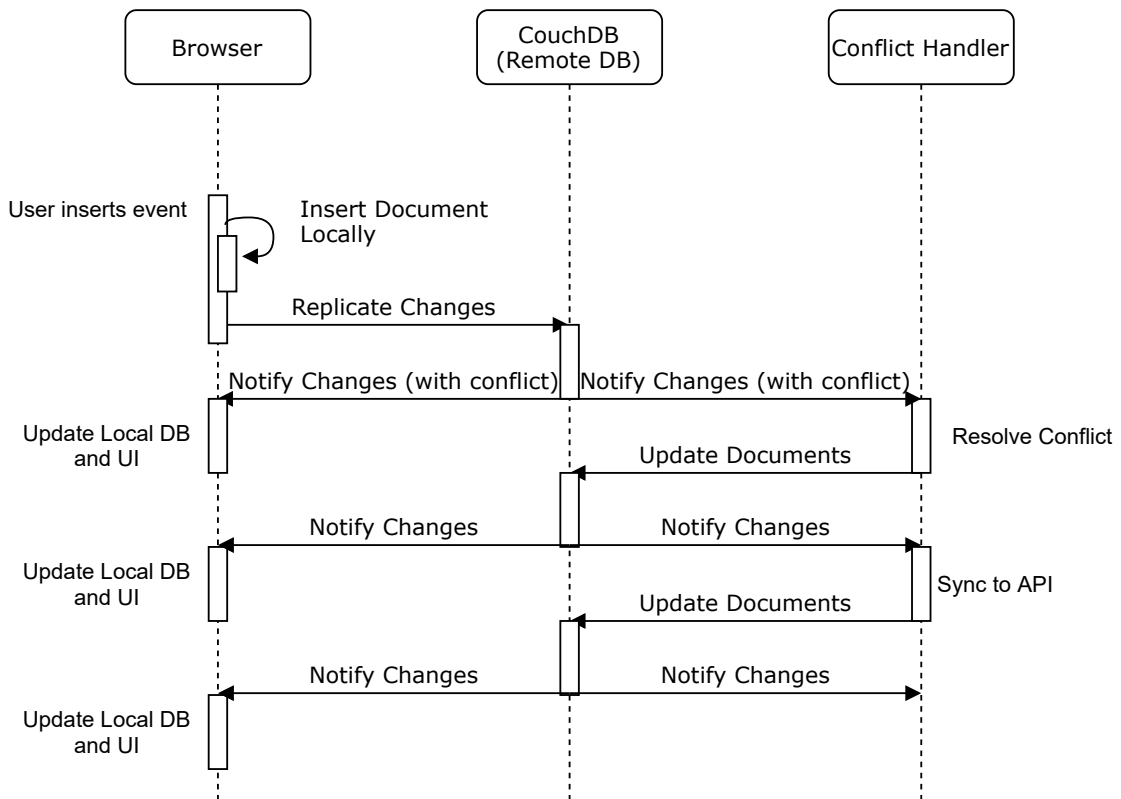 Browser
CouchDB
(Remote DB)
Conflict Handler
User inserts event
Insert Document
Locally
Replicate Changes
Notify Changes (with conflict)
Notify Changes (with conflict)
Update Local DB
and UI
Resolve Conflict
Update Documents
Notify Changes
Notify Changes
Update Local DB
and UI
Sync to API
Update Documents
Notify Changes
Notify Changes
Update Local DB
and UI